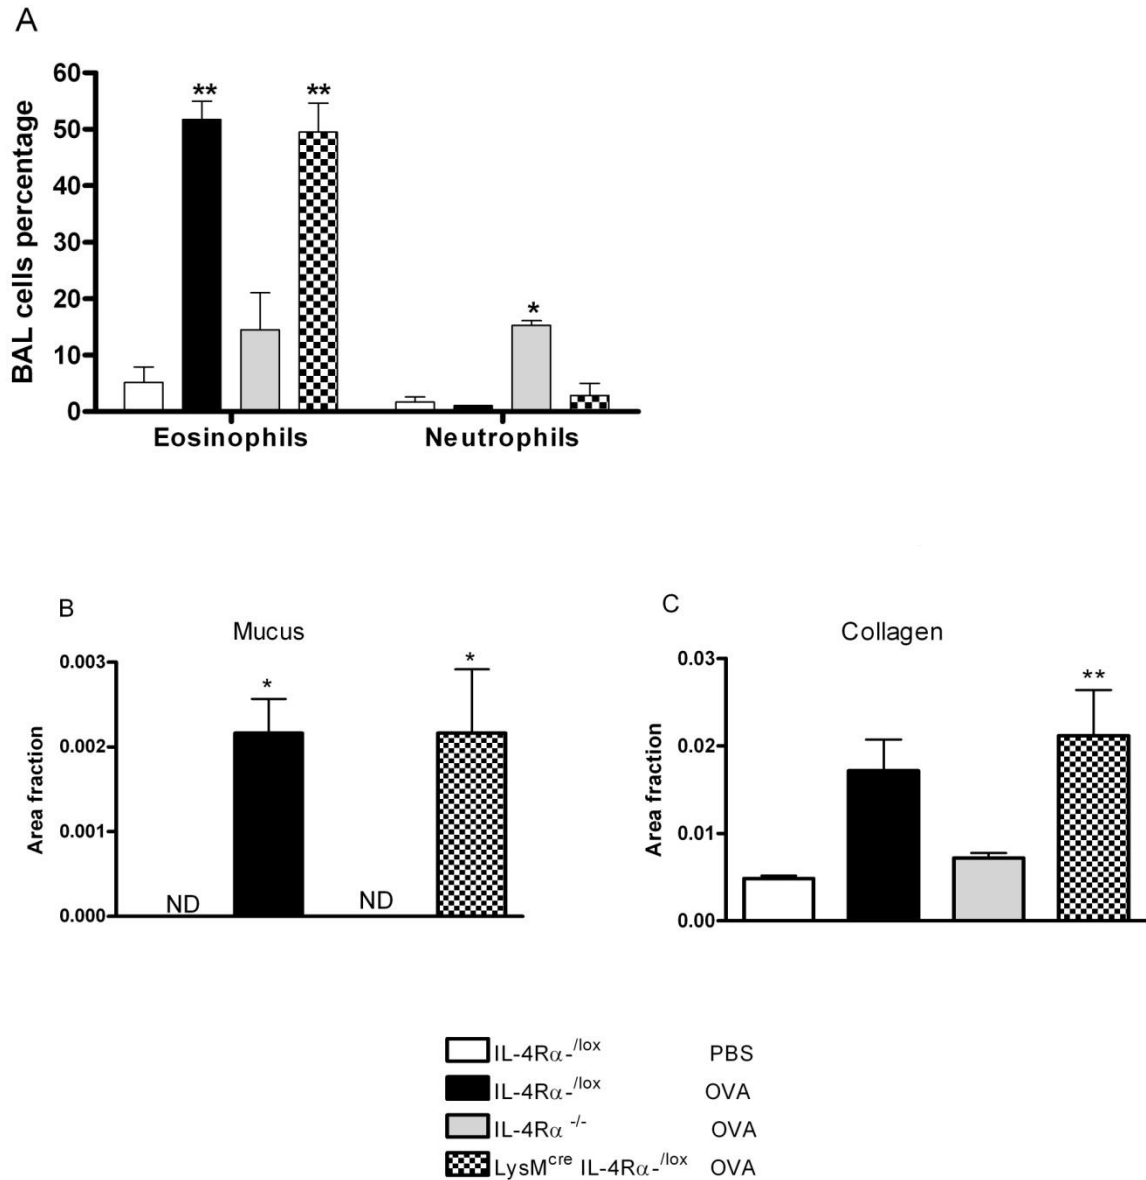 A
BAL cells percentage
60
50
40
30
20
10
0
** **
*
Eosinophils Neutrophils
B
Mucus
Area fraction
0.003
0.002
0.001
0.000
ND * ND *
C
Collagen
Area fraction
0.03
0.02
0.01
0.00
**
IL-4Rα-/lox PBS
IL-4Rα-/lox OVA
IL-4Rα -/- OVA
LysMcre IL-4Rα-/lox OVA